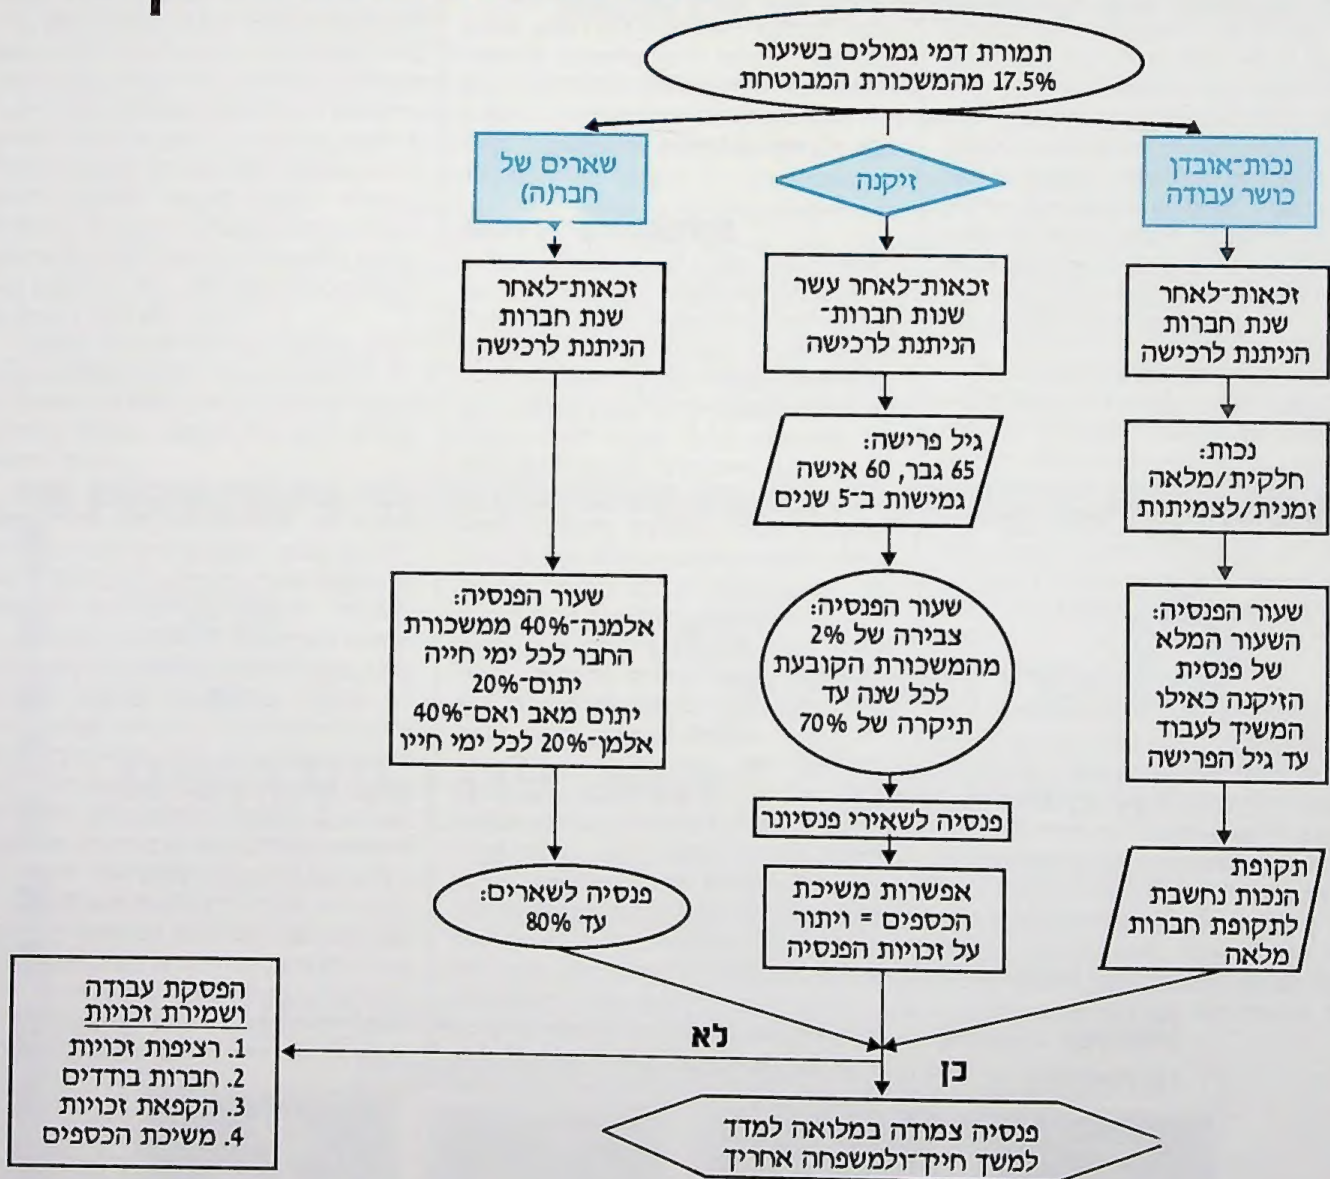 תמורת דמי גמולים בשיעור
17.5% מהמשכורת המבוטחת
נכות-אובדן
כושר עבודה
זכאות-לאחר
שנת חברות
הניתנת לרכישה
נכות:
חלקית/מלאה
זמנית/לצמיתות
שעור הפנסיה:
השעור המלא
של פנסית
הזיקנה כאילו
המשיך לעבוד
עד גיל הפרישה
תקופת
הנכות נחשבת
לתקופת חברות
מלאה
זיקנה
זכאות-לאחר עשר
שנות חברות-
הניתנת לרכישה
גיל פרישה:
65 גבר, 60 אישה
גמישות ב-5 שנים
שעור הפנסיה:
צבירה של 2%
מהמשכורת הקובעת
לכל שנה עד
תיקרה של 70%
פנסיה לשאירי פנסיונר
אפשרות משיכת
הכספים = ויתור
על זכויות הפנסיה
שארים של
חבר(ה)
זכאות-לאחר
שנת חברות
הניתנת לרכישה
שעור הפנסיה:
אלמנה-40% ממשכורת
החבר לכל ימי חייה
יתום-20%
יתום מאב ואם-40%
אלמן-20% לכל ימי חייו
פנסיה לשארים:
עד 80%
כן
לא
פנסיה צמודה במלואה למדד
למשך חייך-ולמשפחה אחריך
הפסקת עבודה
ושמירת זכויות
1. רציפות זכויות
2. חברות בודדים
3. הקפאת זכויות
4. משיכת הכספים